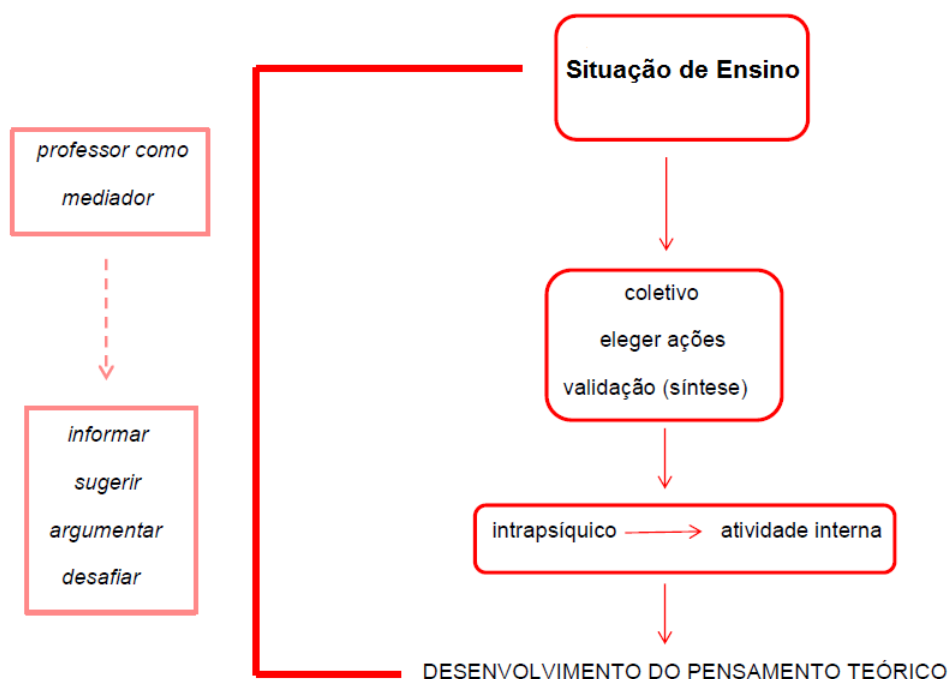 Situação de Ensino
professor como
mediador
coletivo
eleger ações
validação (síntese)
informar
sugerir
argumentar
desafiar
intrapsíquico
atividade interna
DESENVOLVIMENTO DO PENSAMENTO TEÓRICO